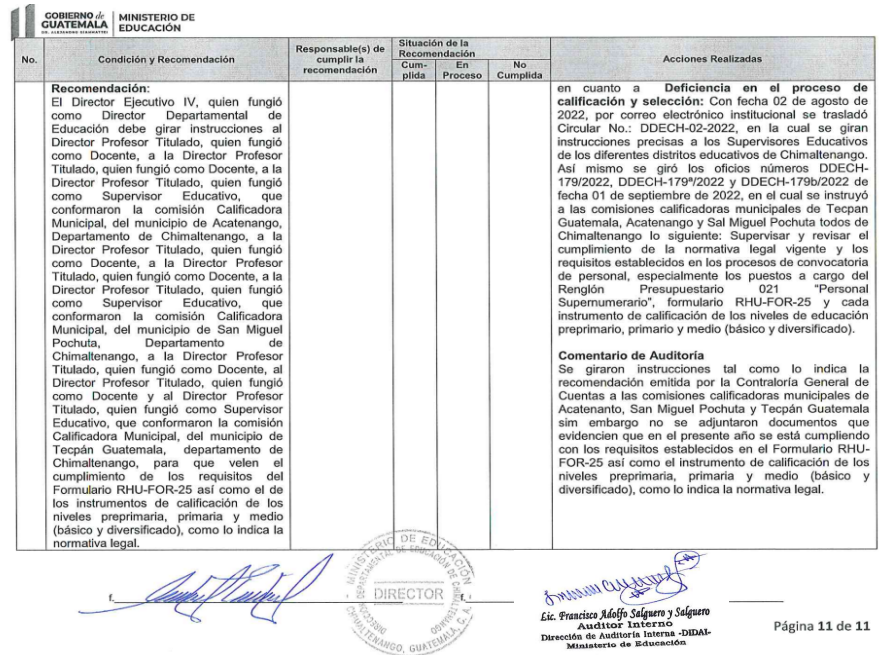 GOBIERNO de
GUATEMALA
DR. ALEJANDRO GIAMMATTEI
MINISTERIO DE
EDUCACIÓN
No.
Condición y Recomendación
Responsable(s) de
cumplir la
recomendación
Situación de la
Recomendación
Cum-
plida
En
Proceso
No
Cumplida
Acciones Realizadas
Recomendación:
El Director Ejecutivo IV, quien fungió
como Director Departamental de
Educación debe girar instrucciones al
Director Profesor Titulado, quien fungió
como Docente, a la Director Profesor
Titulado, quien fungió como Docente, a la
Director Profesor Titulado, quien fungió
como Supervisor Educativo, que
conformaron la comisión Calificadora
Municipal, del municipio de Acatenango,
Departamento de Chimaltenango, a la
Director Profesor Titulado, quien fungió
como Docente, a la Director Profesor
Titulado, quien fungió como Docente, a la
Director Profesor Titulado, quien fungió
como Supervisor Educativo, que
conformaron la comisión Calificadora
Municipal, del municipio de San Miguel
Pochuta, Departamento de
Chimaltenango, a la Director Profesor
Titulado, quien fungió como Docente, al
Director Profesor Titulado, quien fungió
como Docente y al Director Profesor
Titulado, quien fungió como Supervisor
Educativo, que conformaron la comisión
Calificadora Municipal, del municipio de
Tecpán Guatemala, departamento de
Chimaltenango, para que velen el
cumplimiento de los requisitos del
Formulario RHU-FOR-25 así como el de
los instrumentos de calificación de los
niveles preprimaria, primaria y medio
(básico y diversificado), como lo indica la
normativa legal.
en cuanto a Deficiencia en el proceso de
calificación y selección: Con fecha 02 de agosto de
2022, por correo electrónico institucional se trasladó
Circular No.: DDECH-02-2022, en la cual se giran
instrucciones precisas a los Supervisores Educativos
de los diferentes distritos educativos de Chimaltenango.
Así mismo se giró los oficios números DDECH-
179/2022, DDECH-179ª/2022 y DDECH-179b/2022 de
fecha 01 de septiembre de 2022, en el cual se instruyó
a las comisiones calificadoras municipales de Tecpan
Guatemala, Acatenango y Sal Miguel Pochuta todos de
Chimaltenango lo siguiente: Supervisar y revisar el
cumplimiento de la normativa legal vigente y los
requisitos establecidos en los procesos de convocatoria
de personal, especialmente los puestos a cargo del
Renglón Presupuestario 021 “Personal
Supernumerario”, formulario RHU-FOR-25 y cada
instrumento de calificación de los niveles de educación
preprimario, primario y medio (básico y diversificado).
Comentario de Auditoría
Se giraron instrucciones tal como lo indica la
recomendación emitida por la Contraloría General de
Cuentas a las comisiones calificadoras municipales de
Acatenanto, San Miguel Pochuta y Tecpán Guatemala
sim embargo no se adjuntaron documentos que
evidencien que en el presente año se está cumpliendo
con los requisitos establecidos en el Formulario RHU-
FOR-25 así como el instrumento de calificación de los
niveles preprimaria, primaria y medio (básico y
diversificado), como lo indica la normativa legal.
f.
MINISTERIO DE EDUCACIÓN
DIRECCIÓN DEPARTAMENTAL DE EDUCACIÓN DE CHIMALTENANGO
DIRECTOR
CHIMALTENANGO, GUATEMALA, C. A.
f.
Lic. Francisco Adolfo Salguero y Salguero
Auditor Interno
Dirección de Auditoría Interna -DIDAI-
Ministerio de Educación
Página 11 de 11